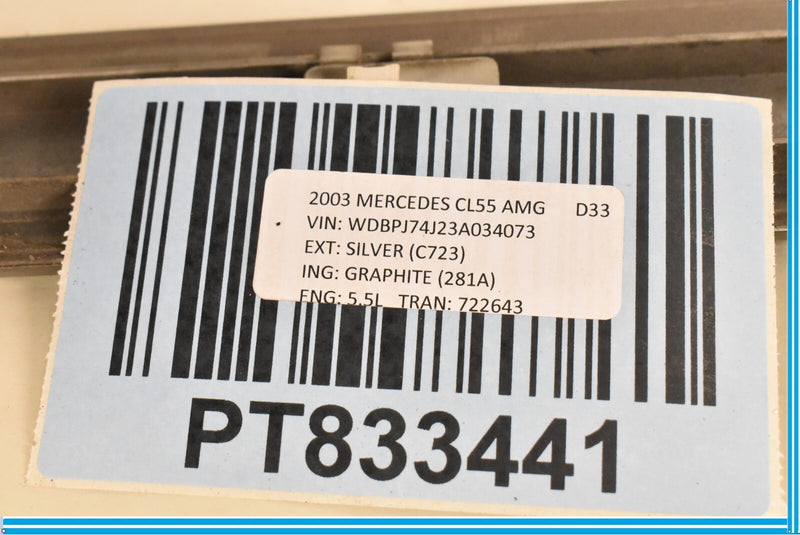 2003 MERCEDES CL55 AMG D33
VIN: WDBPJ74J23A034073
EXT: SILVER (C723)
ING: GRAPHITE (281A)
ENG: 5.5L TRAN: 722643
PT833441